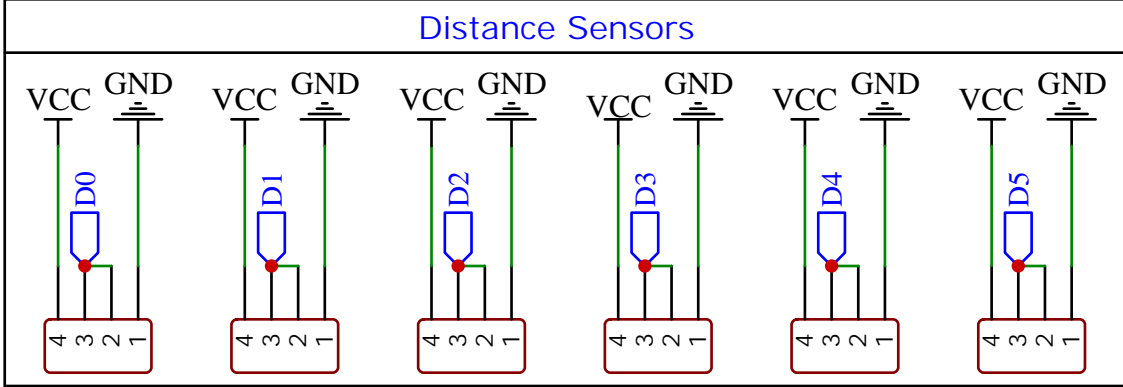 Distance Sensors
VCC GND VCC GND VCC GND VCC GND VCC GND VCC GND
D0 D1 D2 D3 D4 D5
4 3 2 1 4 3 2 1 4 3 2 1 4 3 2 1 4 3 2 1 4 3 2 1